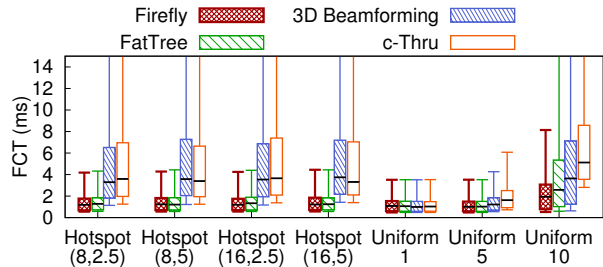 Firefly
3D Beamforming
FatTree
c-Thru
FCT (ms)
14
12
10
8
6
4
2
0
Hotspot (8,2.5)
Hotspot (8,5)
Hotspot (16,2.5)
Hotspot (16,5)
Uniform 1
Uniform 5
Uniform 10